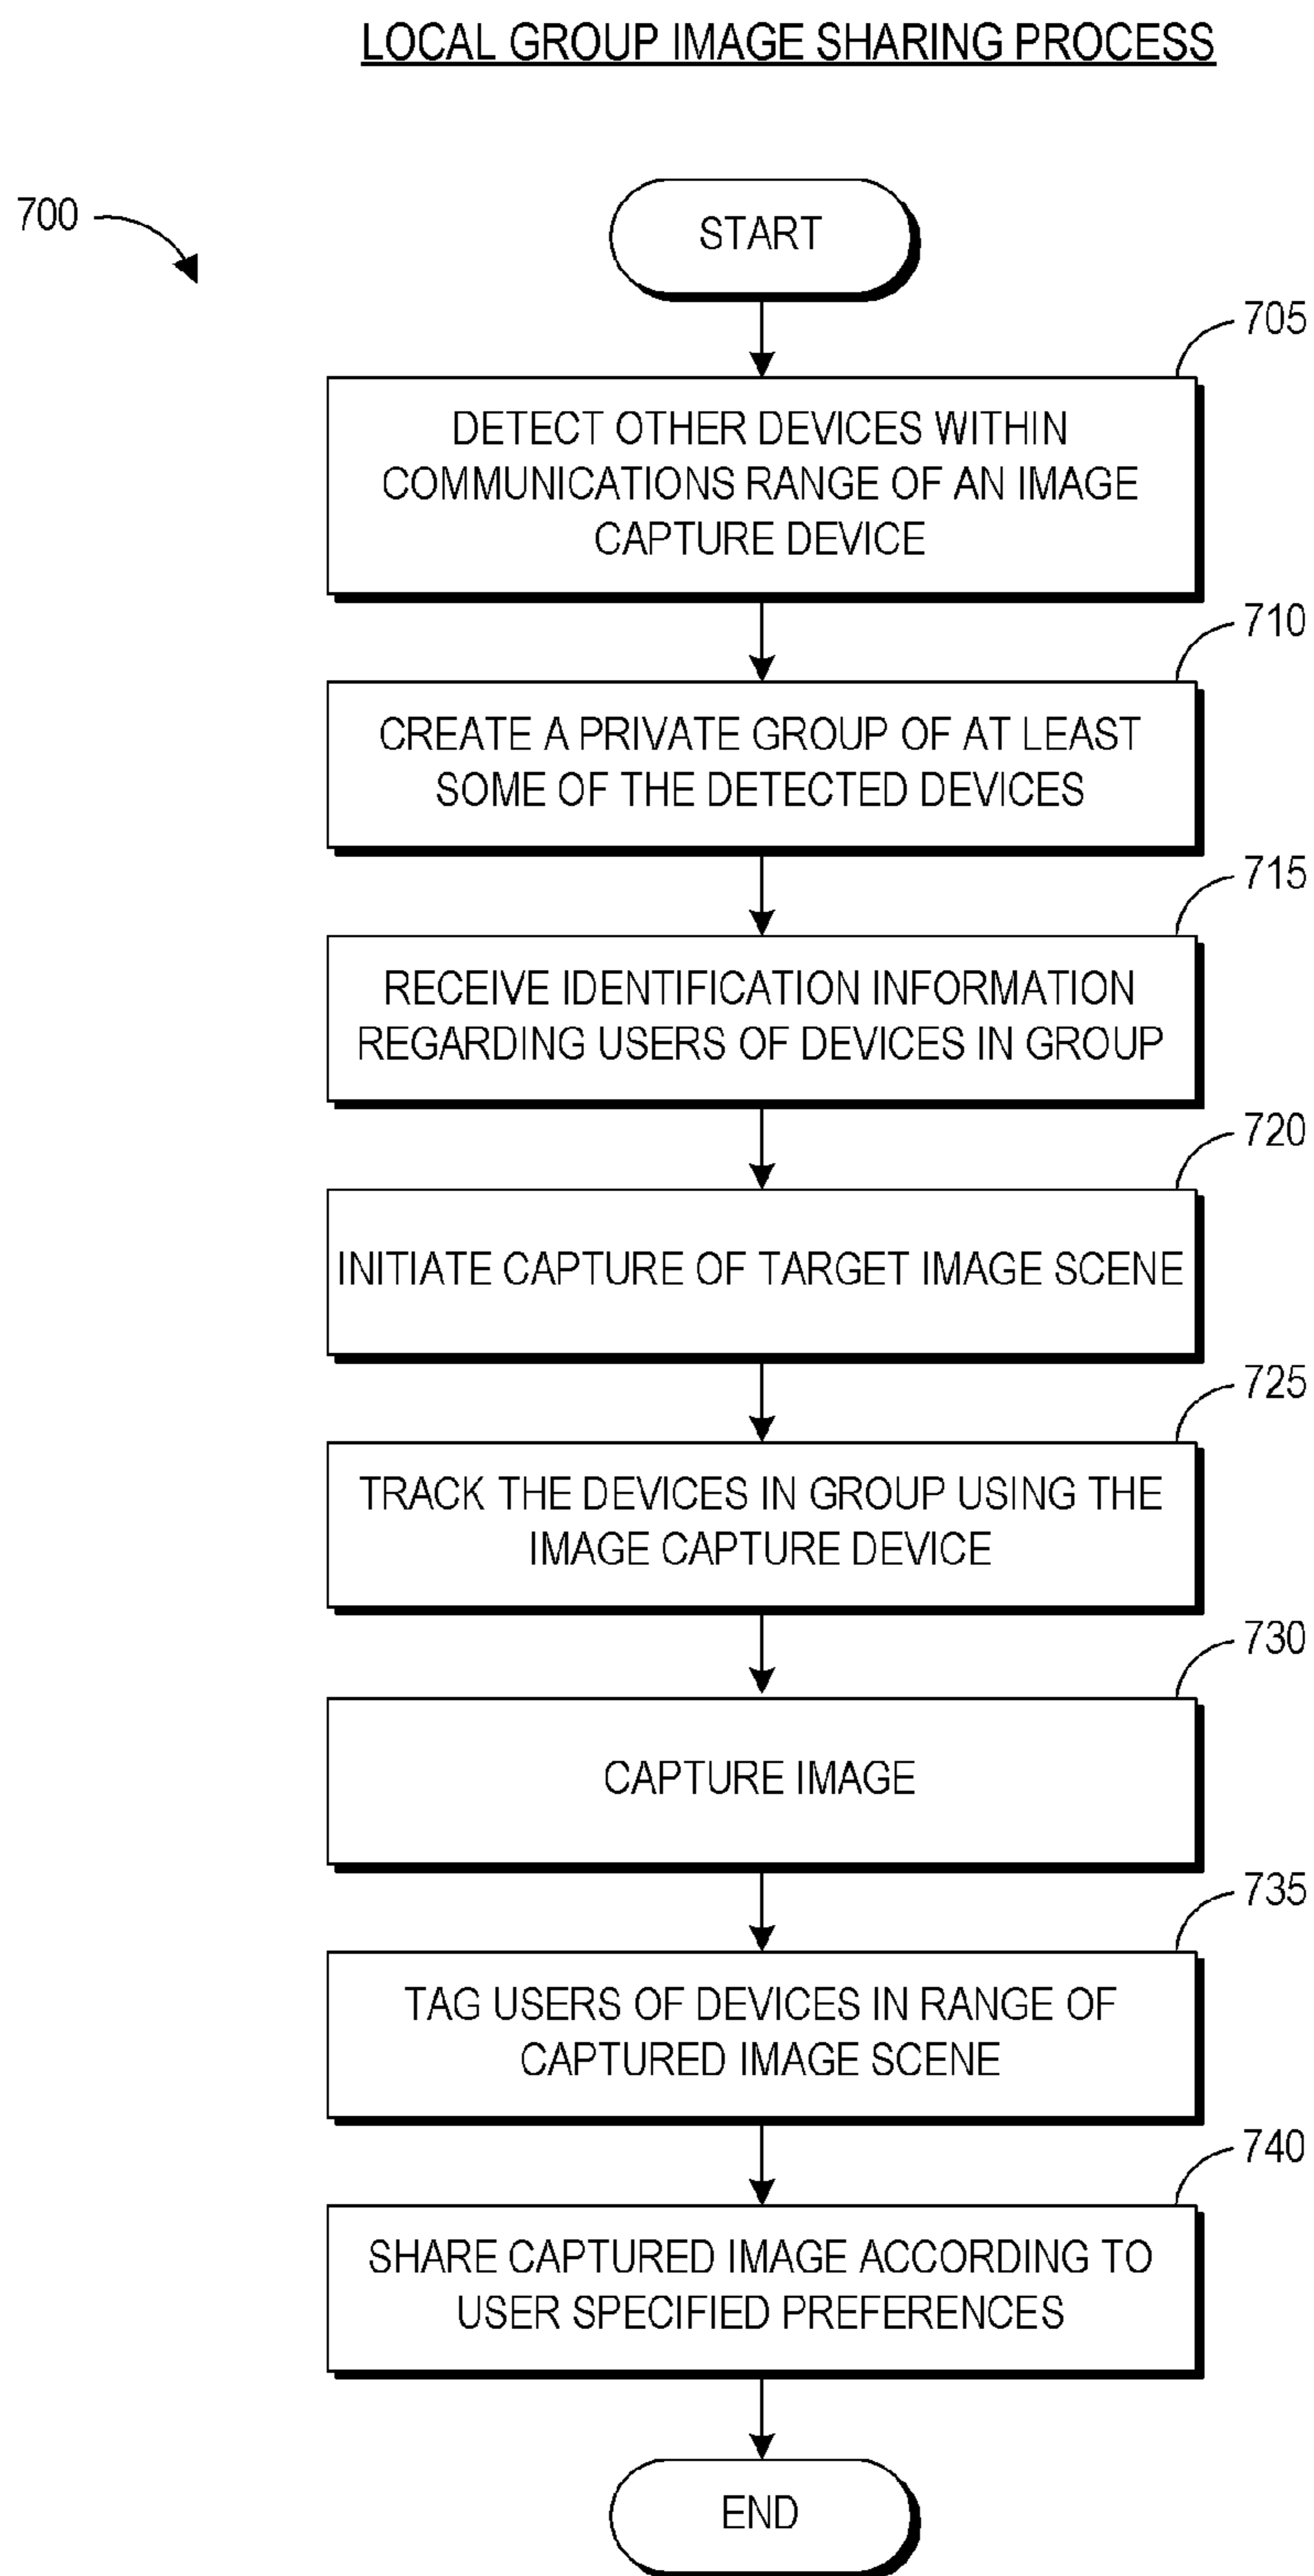 LOCAL GROUP IMAGE SHARING PROCESS
700
START
705
DETECT OTHER DEVICES WITHIN
COMMUNICATIONS RANGE OF AN IMAGE
CAPTURE DEVICE
710
CREATE A PRIVATE GROUP OF AT LEAST
SOME OF THE DETECTED DEVICES
715
RECEIVE IDENTIFICATION INFORMATION
REGARDING USERS OF DEVICES IN GROUP
720
INITIATE CAPTURE OF TARGET IMAGE SCENE
725
TRACK THE DEVICES IN GROUP USING THE
IMAGE CAPTURE DEVICE
730
CAPTURE IMAGE
735
TAG USERS OF DEVICES IN RANGE OF
CAPTURED IMAGE SCENE
740
SHARE CAPTURED IMAGE ACCORDING TO
USER SPECIFIED PREFERENCES
END